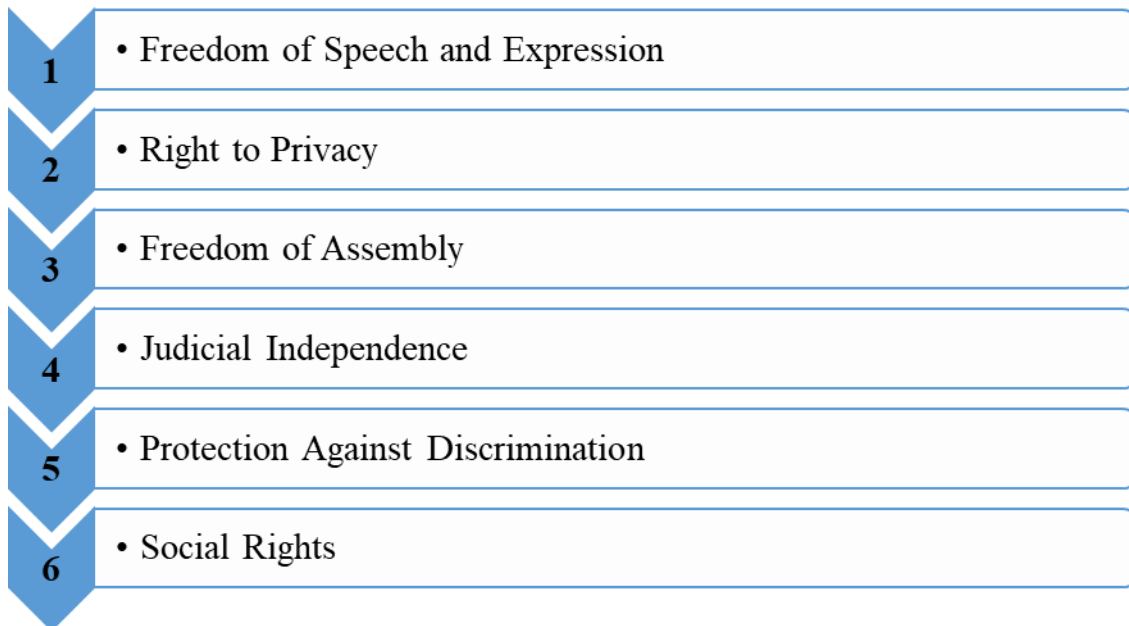 1 • Freedom of Speech and Expression
2 • Right to Privacy
3 • Freedom of Assembly
4 • Judicial Independence
5 • Protection Against Discrimination
6 • Social Rights